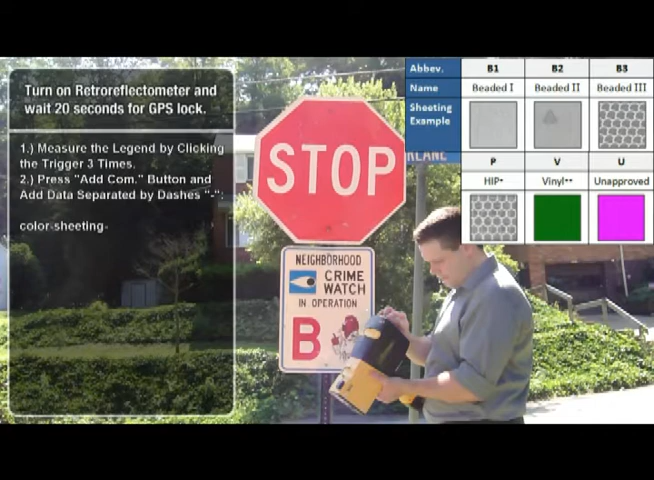 Turn on Retroreflectometer and
wait 20 seconds for GPS lock.
1.) Measure the Legend by Clicking
the Trigger 3 Times.
2.) Press "Add Com." Button and
Add Data Separated by Dashes "-":
color-sheeting-
STOP
NEIGHBORHOOD
CRIME
WATCH
IN OPERATION
B
LANE
Abbrev. B1 B2 B3
Name Beaded I Beaded II Beaded III
Sheeting
Example
P V U
HIP* Vinyl** Unapproved